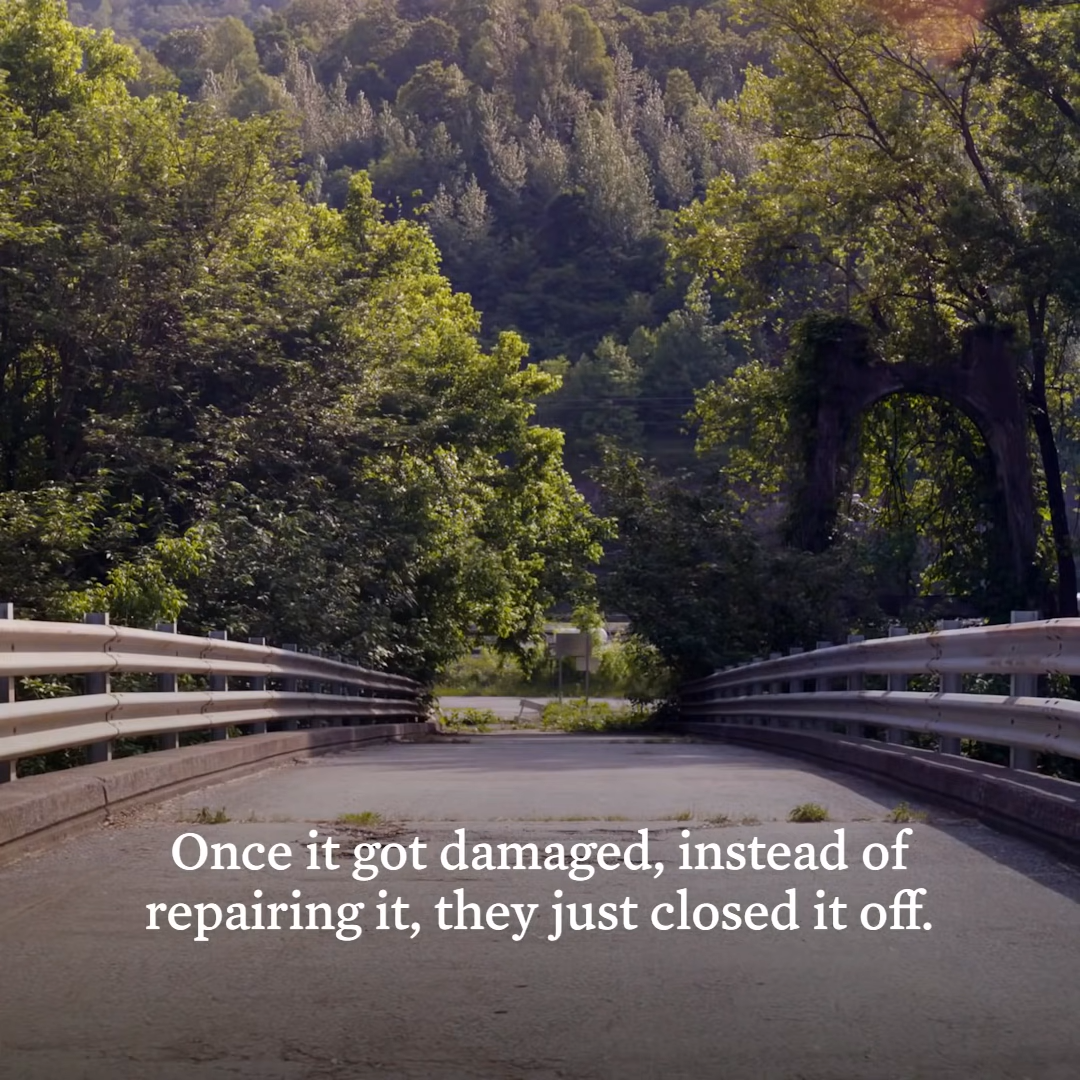 Once it got damaged, instead of
repairing it, they just closed it off.